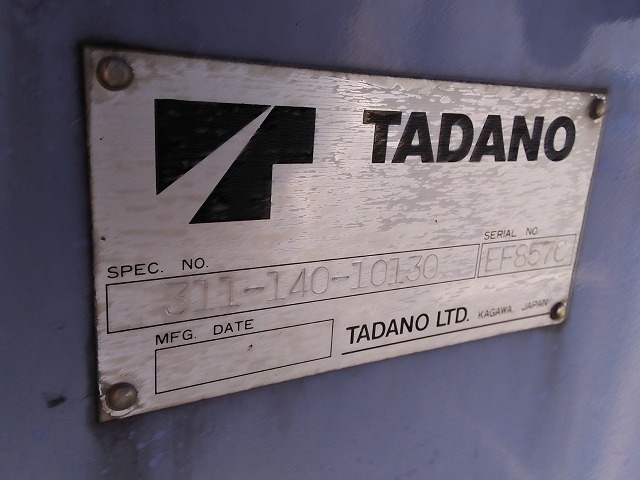 TADANO
SPEC. NO.
311-140-10130
SERIAL NO
EF857C
MFG. DATE
TADANO LTD. KAGAWA, JAPAN